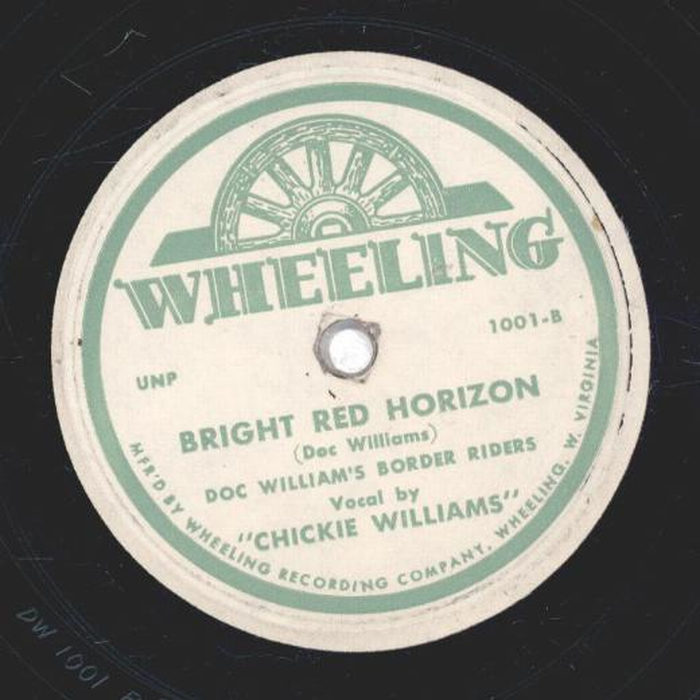 WHEELING
1001-B
UNP
BRIGHT RED HORIZON
(Doc Williams)
DOC WILLIAM'S BORDER RIDERS
Vocal by
"CHICKIE WILLIAMS"
MFR'D BY WHEELING RECORDING COMPANY, WHEELING, W. VIRGINIA
DW 1001 B